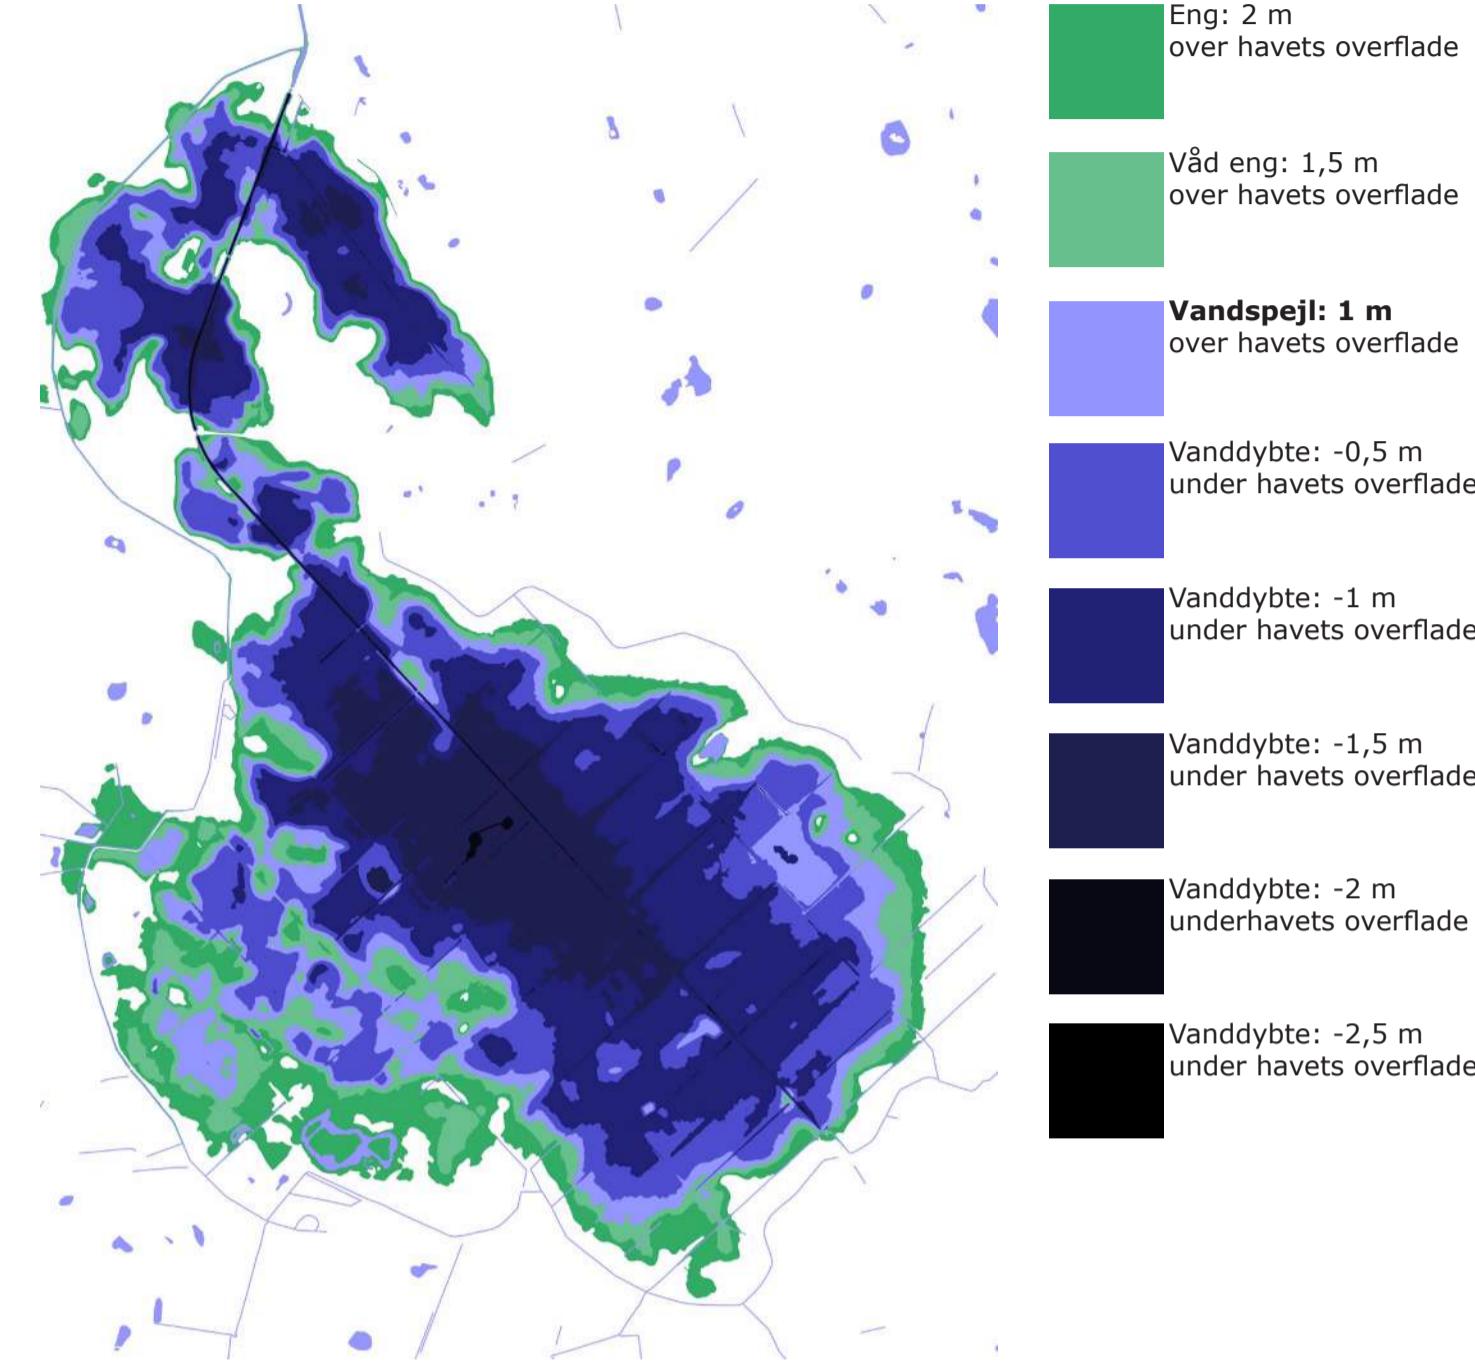 Eng: 2 m
over havets overflade
Våd eng: 1,5 m
over havets overflade
Vandspejl: 1 m
over havets overflade
Vanddybte: -0,5 m
under havets overflade
Vanddybte: -1 m
under havets overflade
Vanddybte: -1,5 m
under havets overflade
Vanddybte: -2 m
underhavets overflade
Vanddybte: -2,5 m
under havets overflade